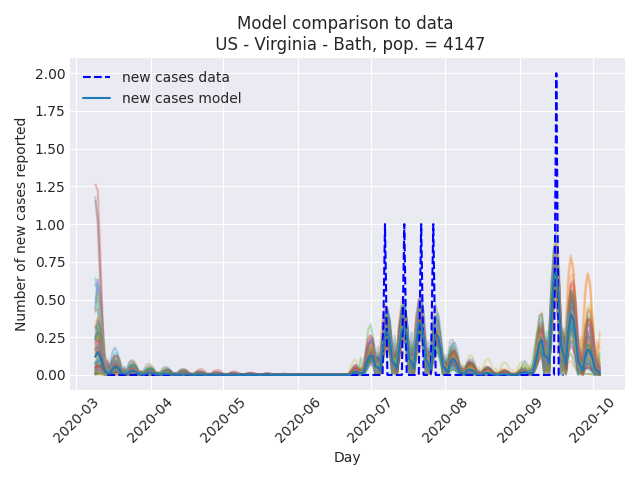 Model comparison to data
US - Virginia - Bath, pop. = 4147
new cases data
new cases model
Number of new cases reported
2.00
1.75
1.50
1.25
1.00
0.75
0.50
0.25
0.00
2020-03
2020-04
2020-05
2020-06
2020-07
2020-08
2020-09
2020-10
Day